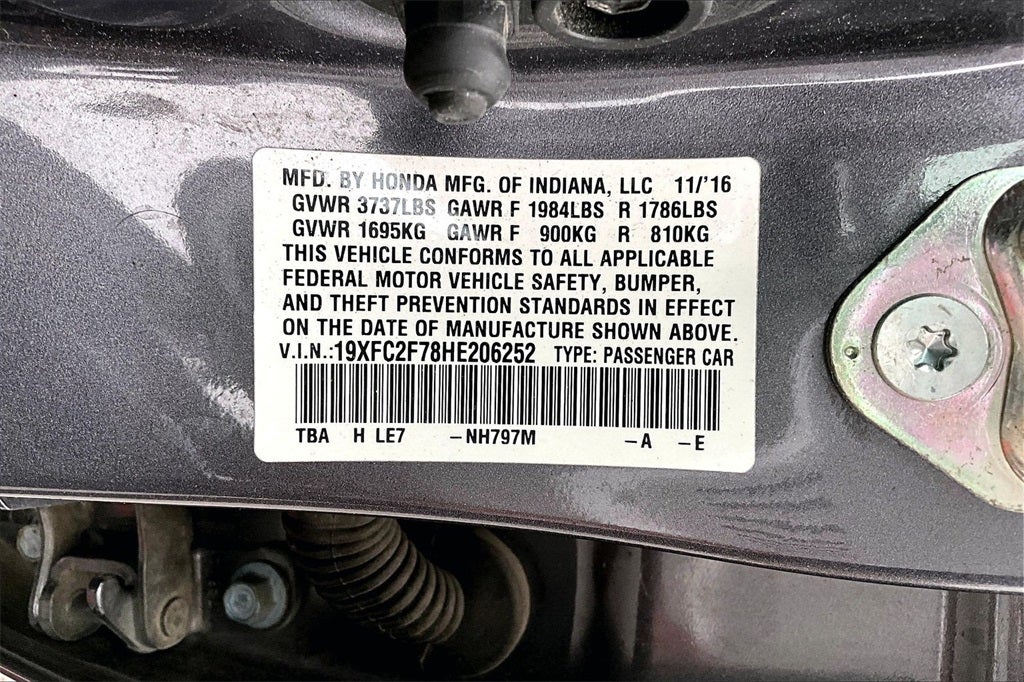 MFD. BY HONDA MFG. OF INDIANA, LLC 11/'16
GVWR 3737LBS GAWR F 1984LBS R 1786LBS
GVWR 1695KG GAWR F 900KG R 810KG
THIS VEHICLE CONFORMS TO ALL APPLICABLE
FEDERAL MOTOR VEHICLE SAFETY, BUMPER,
AND THEFT PREVENTION STANDARDS IN EFFECT
ON THE DATE OF MANUFACTURE SHOWN ABOVE.
V.I.N.:19XFC2F78HE206252 TYPE: PASSENGER CAR
TBA H LE7 -NH797M -A -E